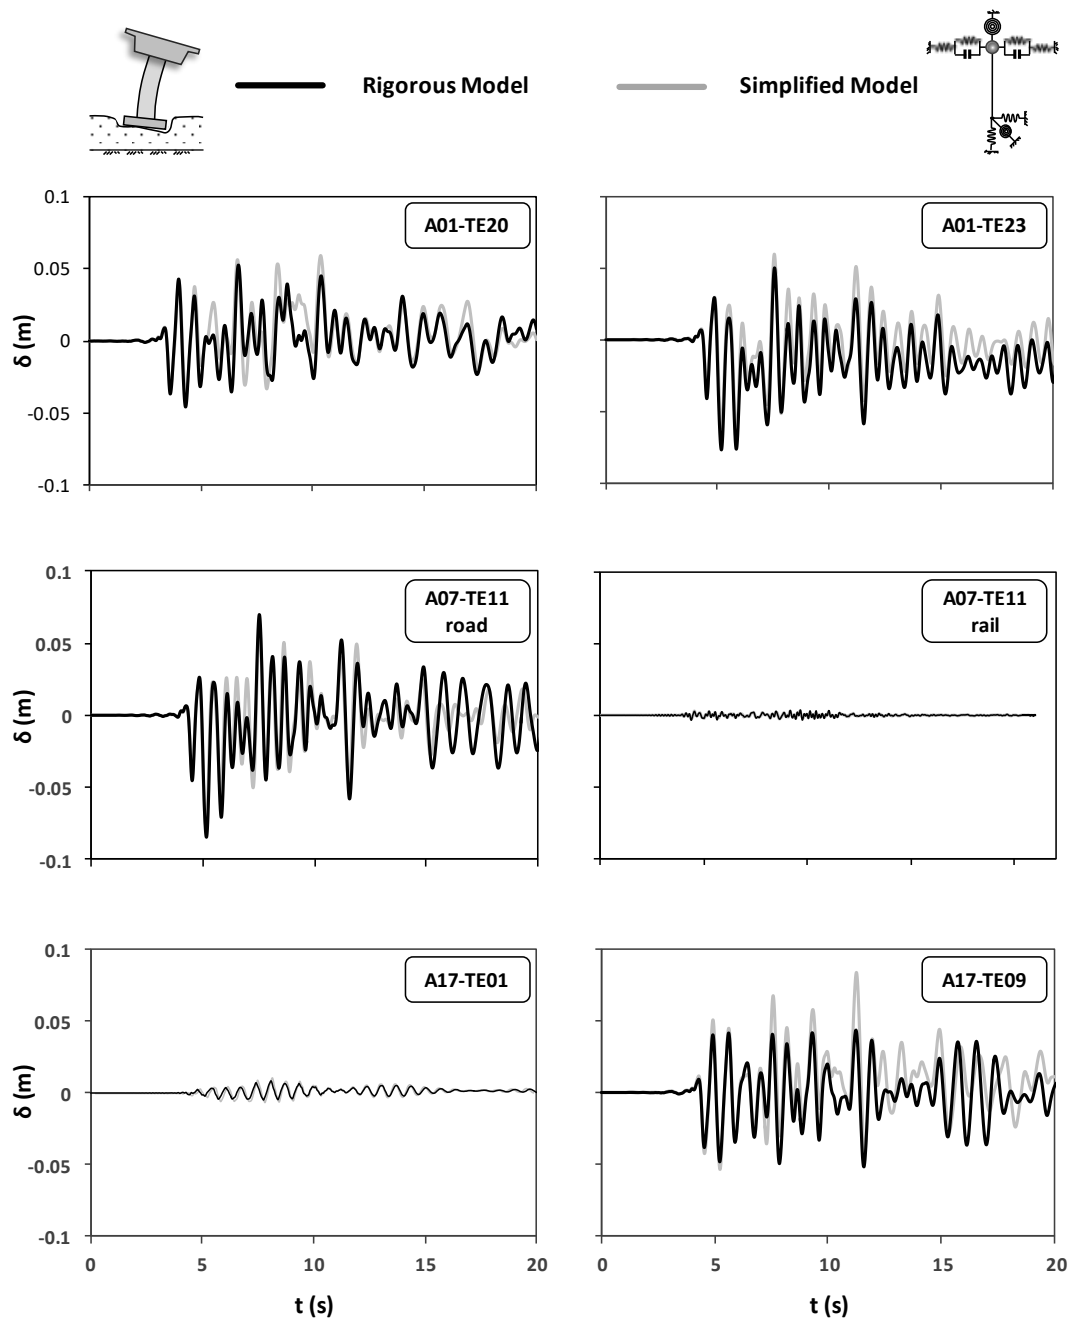 Rigorous Model
Simplified Model
0.1
0.05
0
-0.05
-0.1
δ (m)
A01-TE20
A01-TE23
0.1
0.05
0
-0.05
-0.1
δ (m)
A07-TE11
road
A07-TE11
rail
0.1
0.05
0
-0.05
-0.1
δ (m)
A17-TE01
A17-TE09
0 5 10 15 20
0 5 10 15 20
t (s)
t (s)